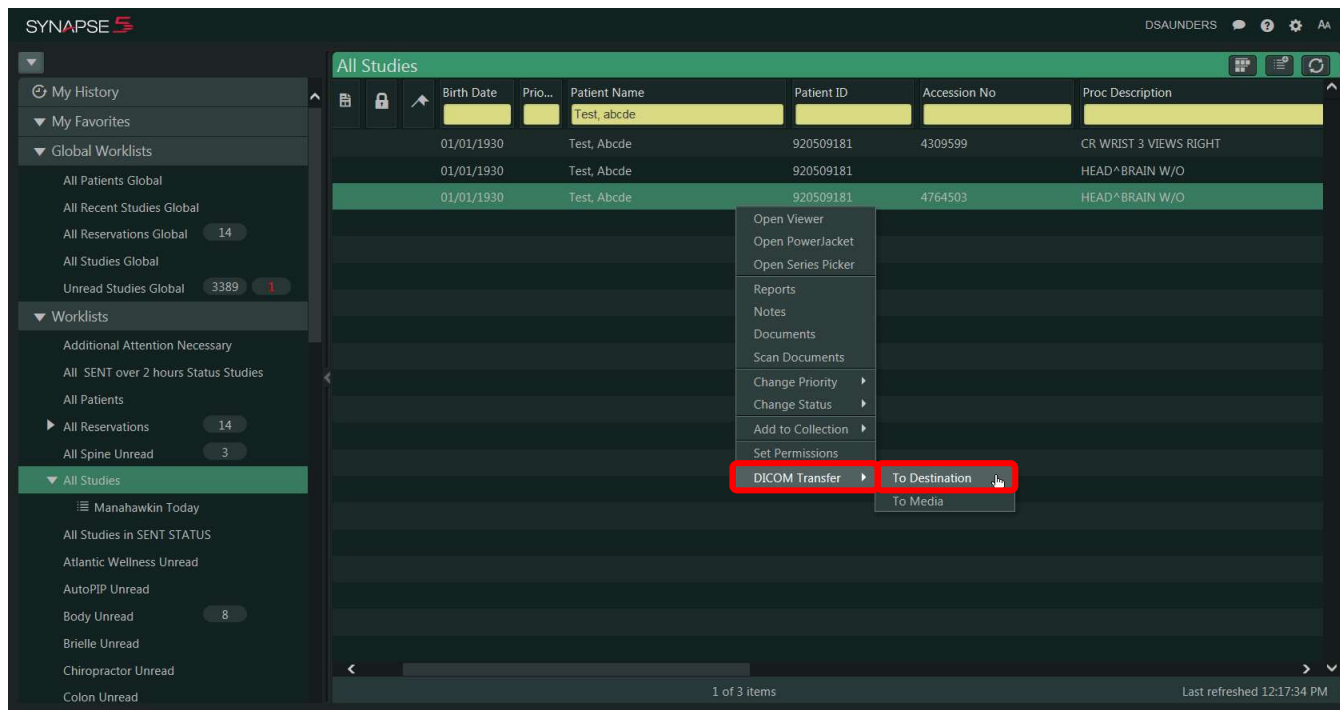 SYNAPSE 5
DSAUNDERS
AA
All Studies
My History
My Favorites
Global Worklists
All Patients Global
All Recent Studies Global
All Reservations Global 14
All Studies Global
Unread Studies Global 3389 1
Worklists
Additional Attention Necessary
All SENT over 2 hours Status Studies
All Patients
All Reservations 14
All Spine Unread 3
All Studies
Manahawkin Today
All Studies in SENT STATUS
Atlantic Wellness Unread
AutoPIP Unread
Body Unread 8
Brielle Unread
Chiropractor Unread
Colon Unread
Birth Date Prio... Patient Name Patient ID Accession No Proc Description
Test, abcde
01/01/1930 Test, Abcde 920509181 4309599 CR WRIST 3 VIEWS RIGHT
01/01/1930 Test, Abcde 920509181 HEAD^BRAIN W/O
01/01/1930 Test, Abcde 920509181 4764503 HEAD^BRAIN W/O
Open Viewer
Open PowerJacket
Open Series Picker
Reports
Notes
Documents
Scan Documents
Change Priority
Change Status
Add to Collection
Set Permissions
DICOM Transfer
To Destination
To Media
1 of 3 items
Last refreshed 12:17:34 PM